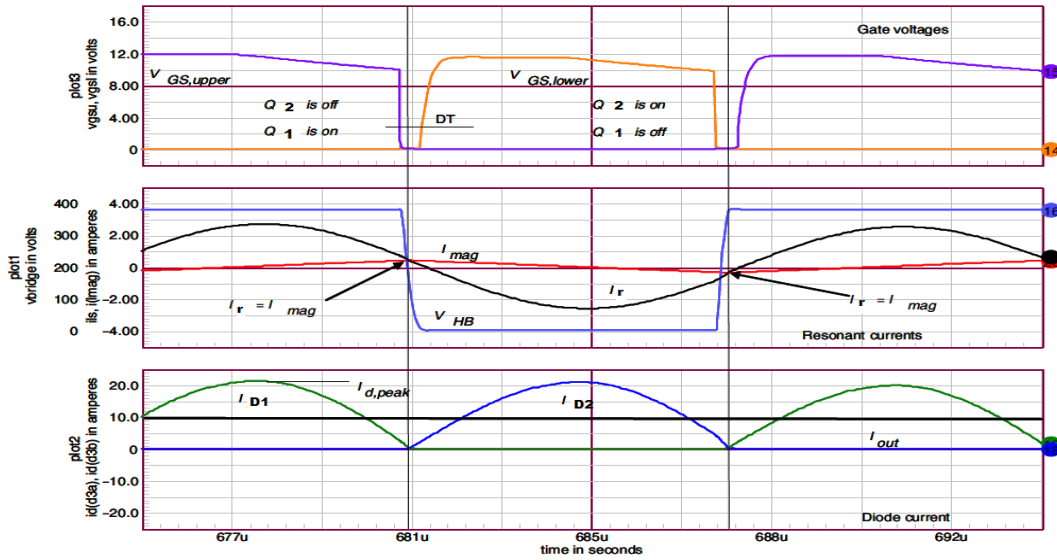 16.0
Gate voltages
12.0
V GS,upper
V GS,lower
15
8.00
Q 2 is off
Q 2 is on
4.00
DT
Q 1 is on
Q 1 is off
0
14
plot3
vgsu, vgsl in volts
400
4.00
16
300
2.00
I mag
200
0
100
-2.00
I r = I mag
I r
I r = I mag
0
-4.00
V HB
Resonant currents
plot1
vbridge in volts
ils, i(lmag) in amperes
20.0
I D1
I d,peak
I D2
10.0
I out
0
-10.0
-20.0
Diode current
plot2
id(d3a), id(d3b) in amperes
677u
681u
685u
688u
692u
time in seconds